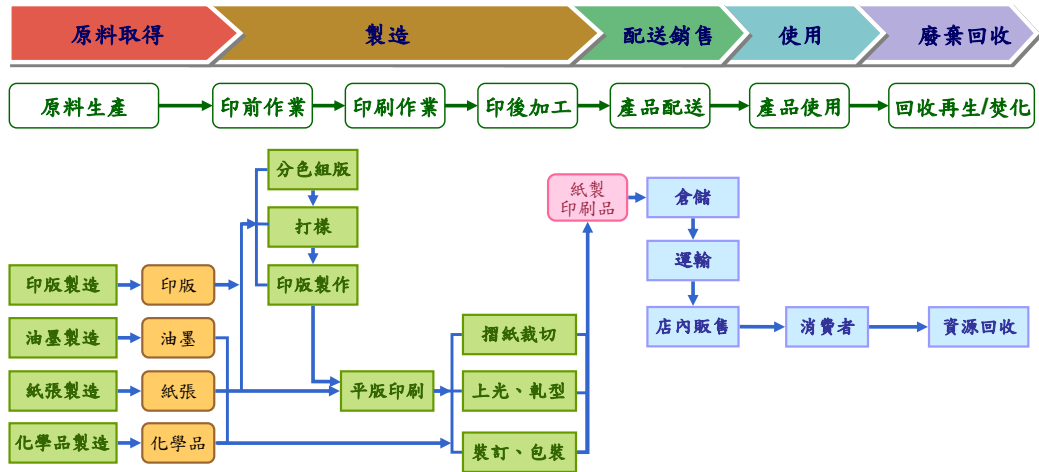 原料取得
製造
配送銷售
使用
廢棄回收
原料生產
印前作業
印刷作業
印後加工
產品配送
產品使用
回收再生/焚化
分色組版
打樣
印版製作
紙製
印刷品
倉儲
運輸
店內販售
消費者
資源回收
印版製造
印版
油墨製造
油墨
紙張製造
紙張
化學品製造
化學品
平版印刷
摺紙裁切
上光、軋型
裝訂、包裝